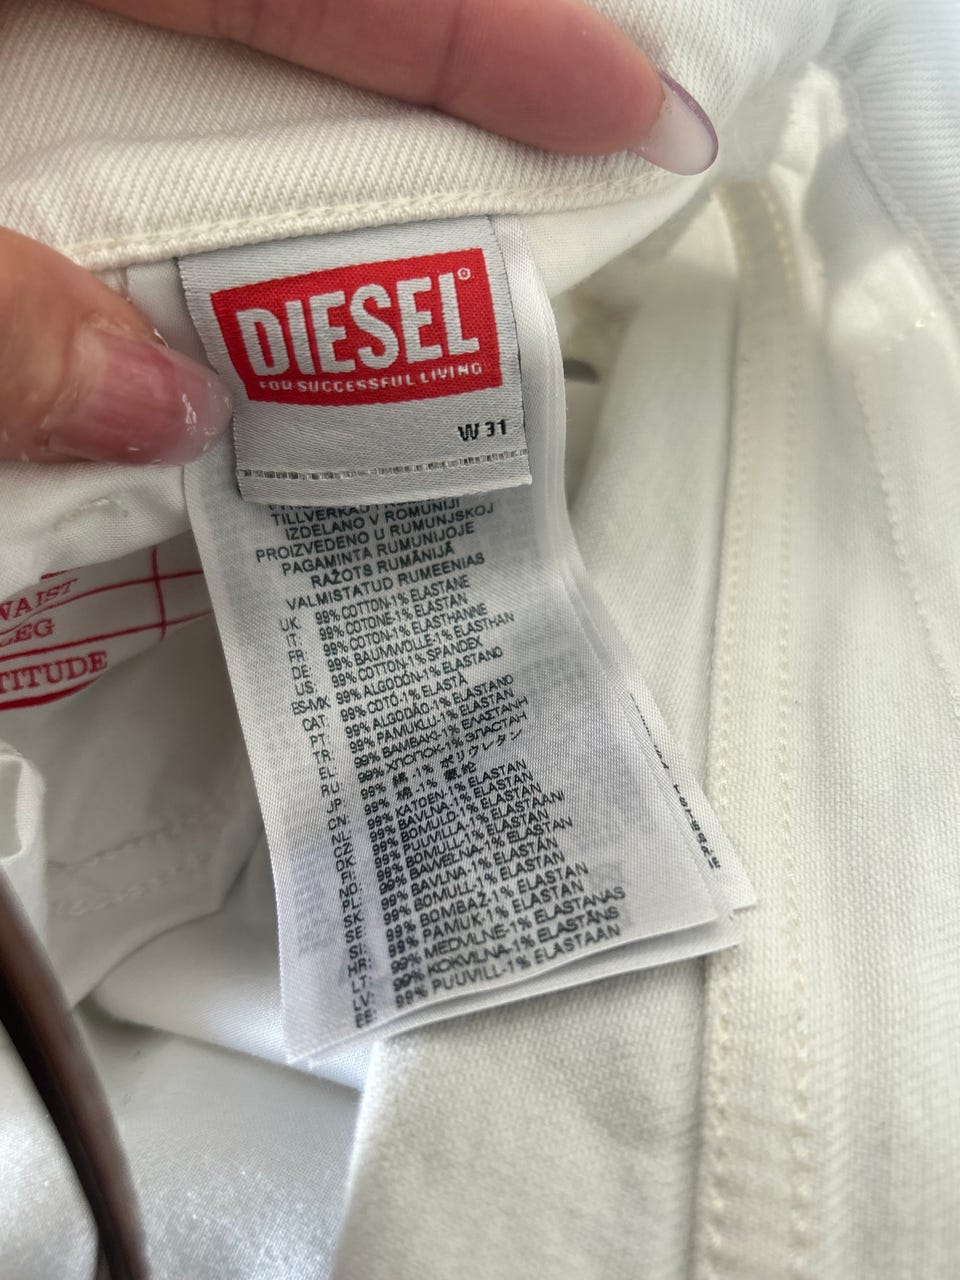 DIESEL®
FOR SUCCESSFUL LIVING
W 31
TILLVERKAD
IZDELANO V ROMUNIJI
PROIZVEDENO U RUMUNJSKOJ
PAGAMINTA RUMUNIJOJE
RAŽOTS RUMĀNIJĀ
VALMISTATUD RUMEENIAS
UK: 99% COTTON-1% ELASTANE
IT: 99% COTONE-1% ELASTAN
FR: 99% COTON-1% ELASTHANNE
DE: 99% BAUMWOLLE-1% ELASTHAN
US: 99% COTTON-1% SPANDEX
ES-MX 99% ALGODÓN-1% ELASTANO
CAT: 99% COTÓ-1% ELASTÀ
PT: 99% ALGODÃO-1% ELASTANO
TR: 99% PAMUKLU-1% ELASTAN
EL: 99% ΒΑΜΒΑΚΙ-1% ΕΛΑΣΤΑΝΗ
RU: 99% ХЛОПОК-1% ЭЛАСТАН
JP: 99% 綿 -1% ポリウレタン
CN: 99% 棉 -1%
NL: 99% KATOEN-1% ELASTAN
CZ: 99% BAVLNA-1% ELASTAN
DK: 99% BOMULD-1% ELASTAN
99% PUUVILLA-1% ELASTAANI
NO: 99% BOMULL-1% ELASTAN
PL: 99% BAWEŁNA-1% ELASTAN
SK: 99% BAVLNA-1% ELASTAN
SE: 99% BOMULL-1% ELASTAN
SI: 99% BOMBAŽ-1% ELASTAN
HR: 99% PAMUK-1% ELASTAN
LT: 99% MEDVILNĖ-1% ELASTANAS
LV: 99% KOKVILNA-1% ELASTĀNS
EE: 99% PUUVILL-1% ELASTAAN
WAIST
LEG
TITUDE